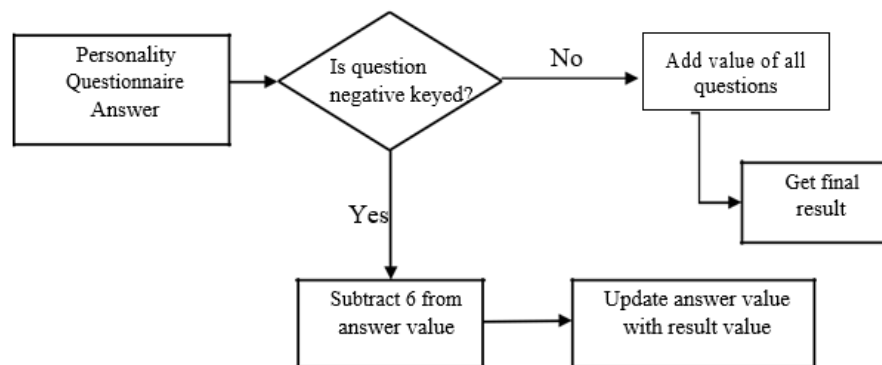 Personality
Questionnaire
Answer
Is question
negative keyed?
No
Add value of all
questions
Get final
result
Yes
Subtract 6 from
answer value
Update answer value
with result value